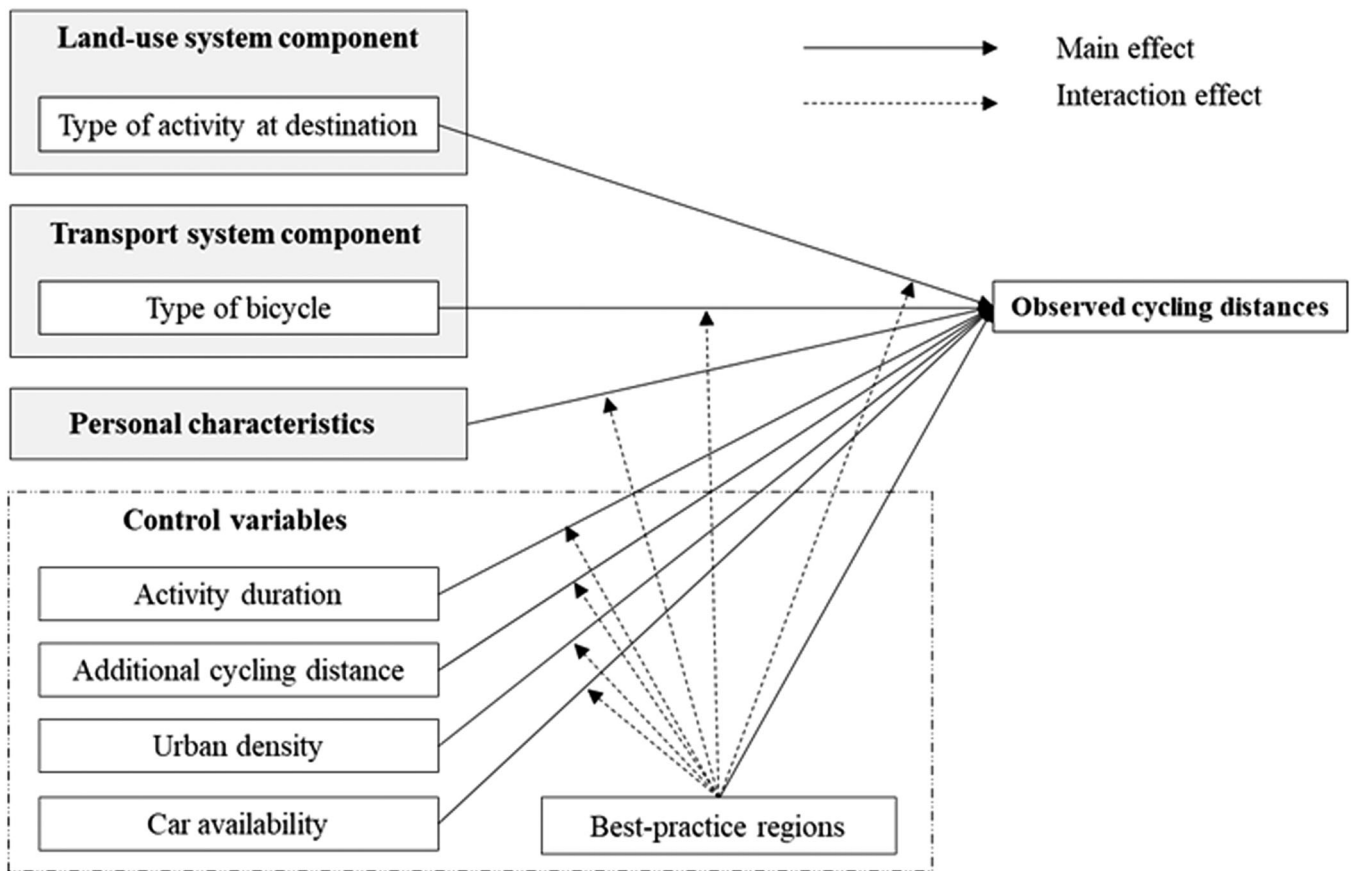 Land-use system component
Type of activity at destination
Main effect
Interaction effect
Transport system component
Type of bicycle
Observed cycling distances
Personal characteristics
Control variables
Activity duration
Additional cycling distance
Urban density
Car availability
Best-practice regions